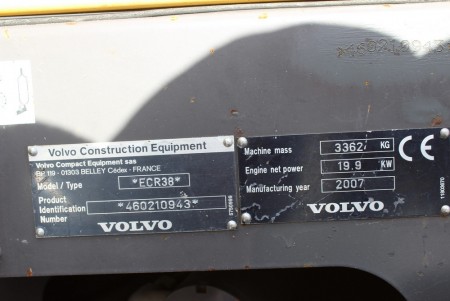 Volvo Construction Equipment
Volvo Compact Equipment sas
BP 119 - 01303 BELLEY Cédex - FRANCE
Model / Type *ECR38*
Product
Identification *460210943*
Number
VOLVO
Machine mass 3362 KG
Engine net power 19.9 KW
Manufacturing year 2007
VOLVO
CE